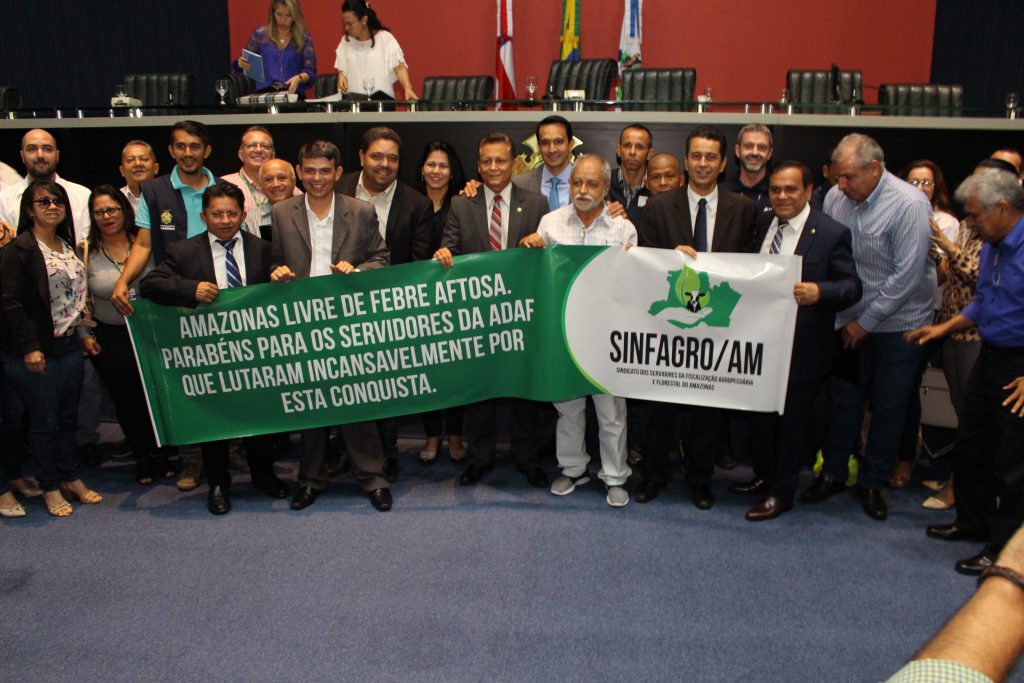 AMAZONAS LIVRE DE FEBRE AFTOSA.
PARABÉNS PARA OS SERVIDORES DA ADAF
QUE LUTARAM INCANSAVELMENTE POR
ESTA CONQUISTA.
SINFAGRO/AM
SINDICATO DOS SERVIDORES DA FISCALIZAÇÃO AGROPECUÁRIA
E FLORESTAL DO AMAZONAS